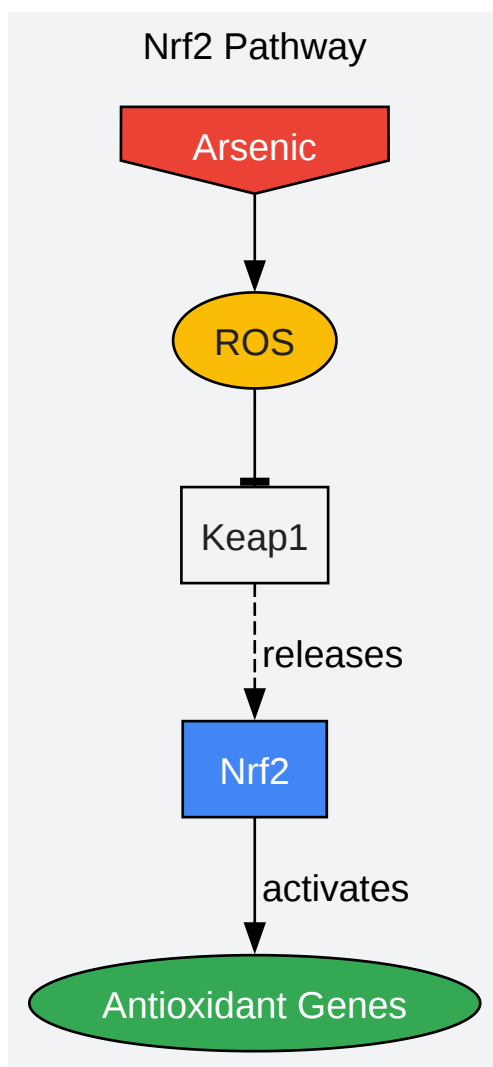 Nrf2 Pathway
Arsenic
ROS
Keap1
releases
Nrf2
activates
Antioxidant Genes